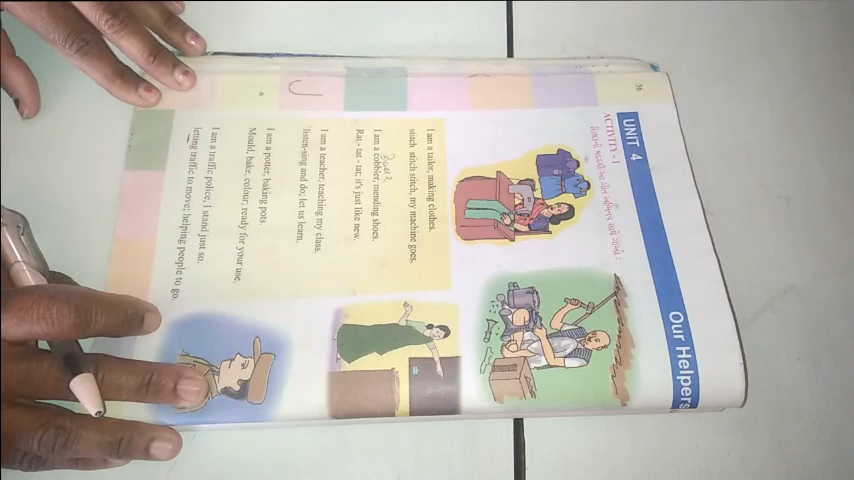 36
UNIT 4
Our Helpers
ACTIVITY - 1
I am a tailor, making clothes.
stitch stitch stitch, my machine goes.
I am a cobbler, mending shoes.
Rat - tat - tat; it's just like new.
I am a teacher, teaching my class.
listen-sing and do; let us learn.
I am a potter, baking pots.
Mould, bake, colour; ready for your use.
I am a traffic police, I stand just so.
letting traffic to move; helping people to go.